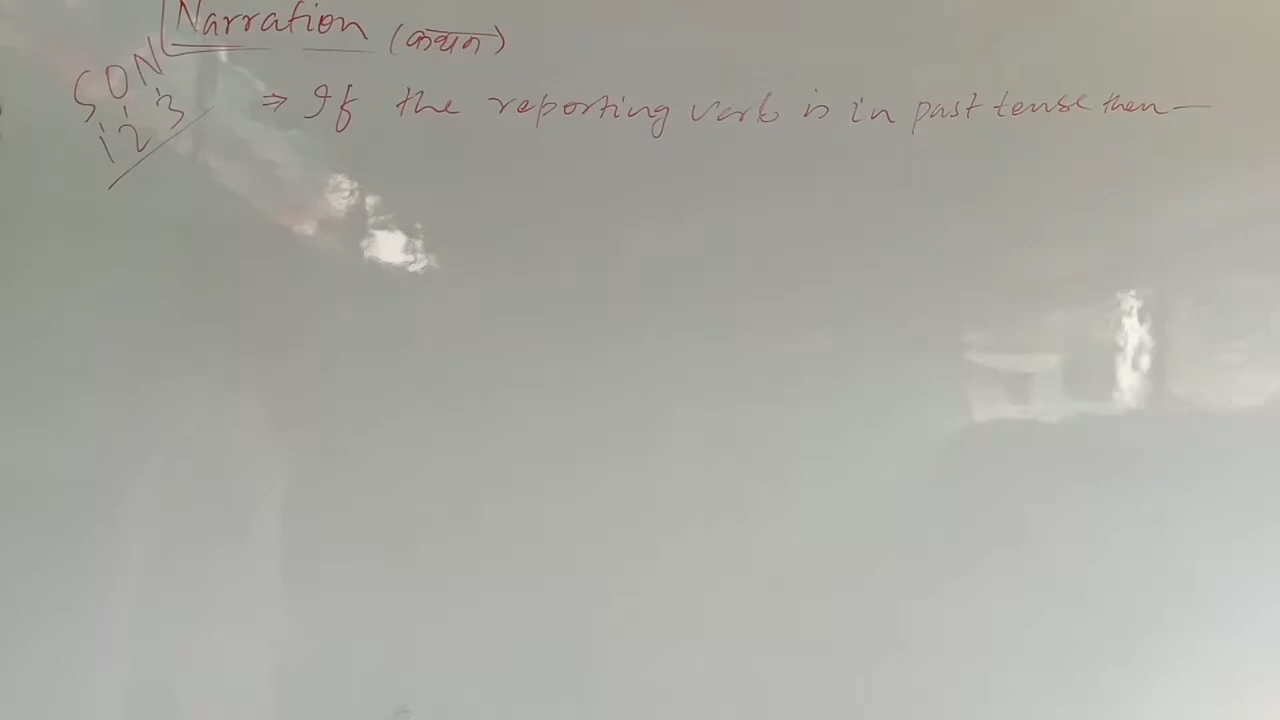 Narration (कथन)
SON
1 2 3
⇒ If the reporting verb is in past tense then—